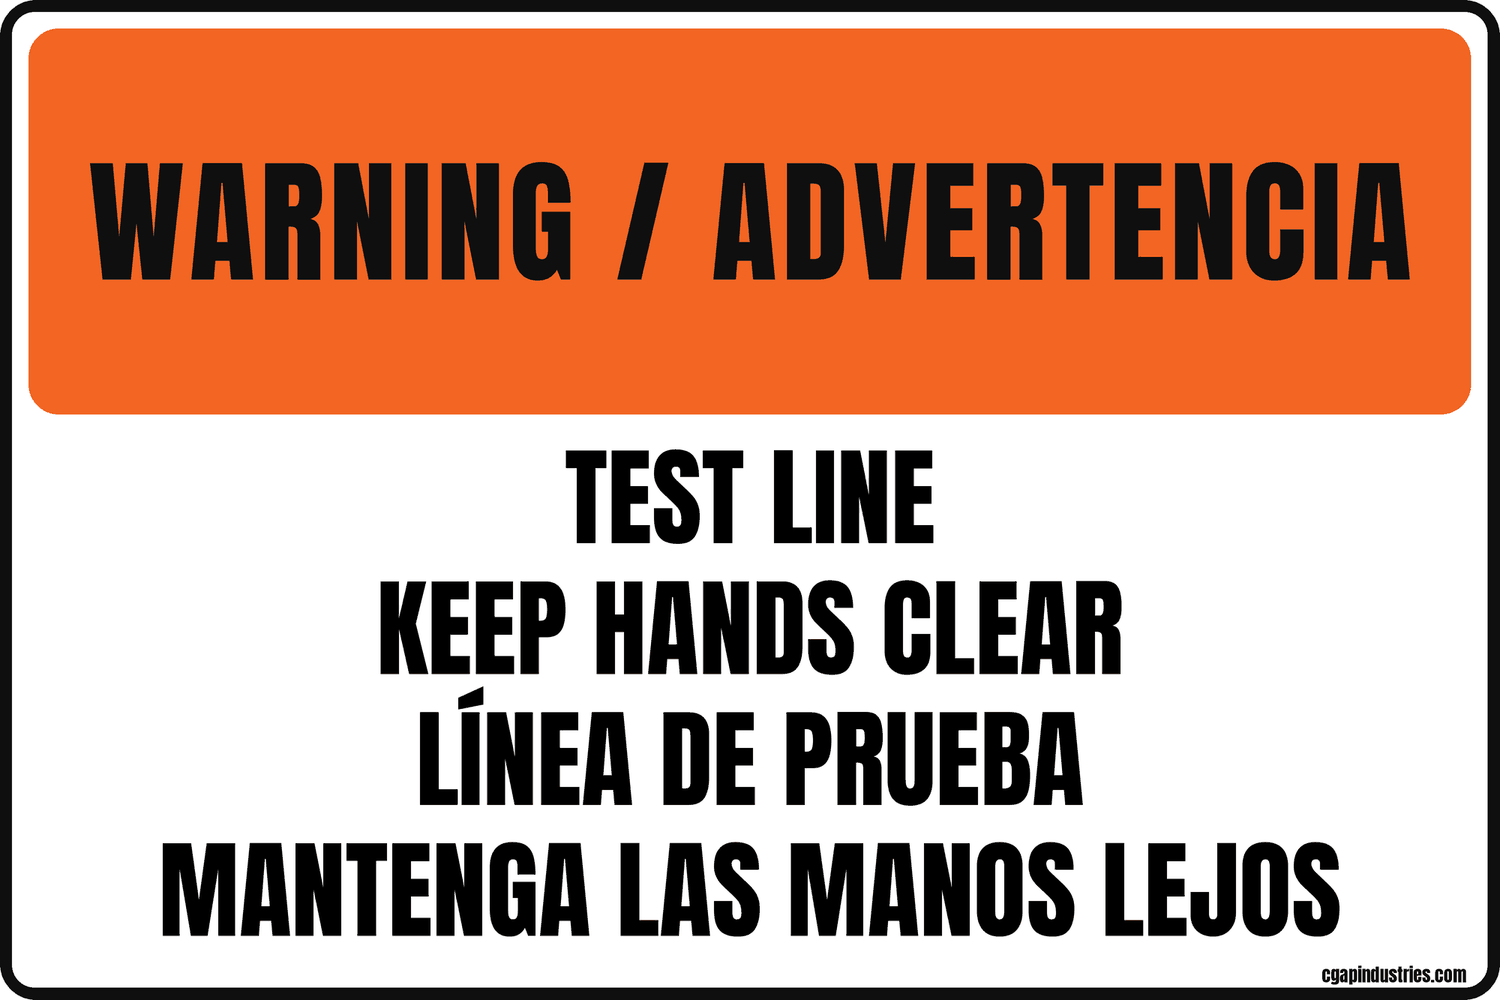 WARNING / ADVERTENCIA
TEST LINE
KEEP HANDS CLEAR
LÍNEA DE PRUEBA
MANTENGA LAS MANOS LEJOS
cgapindustries.com